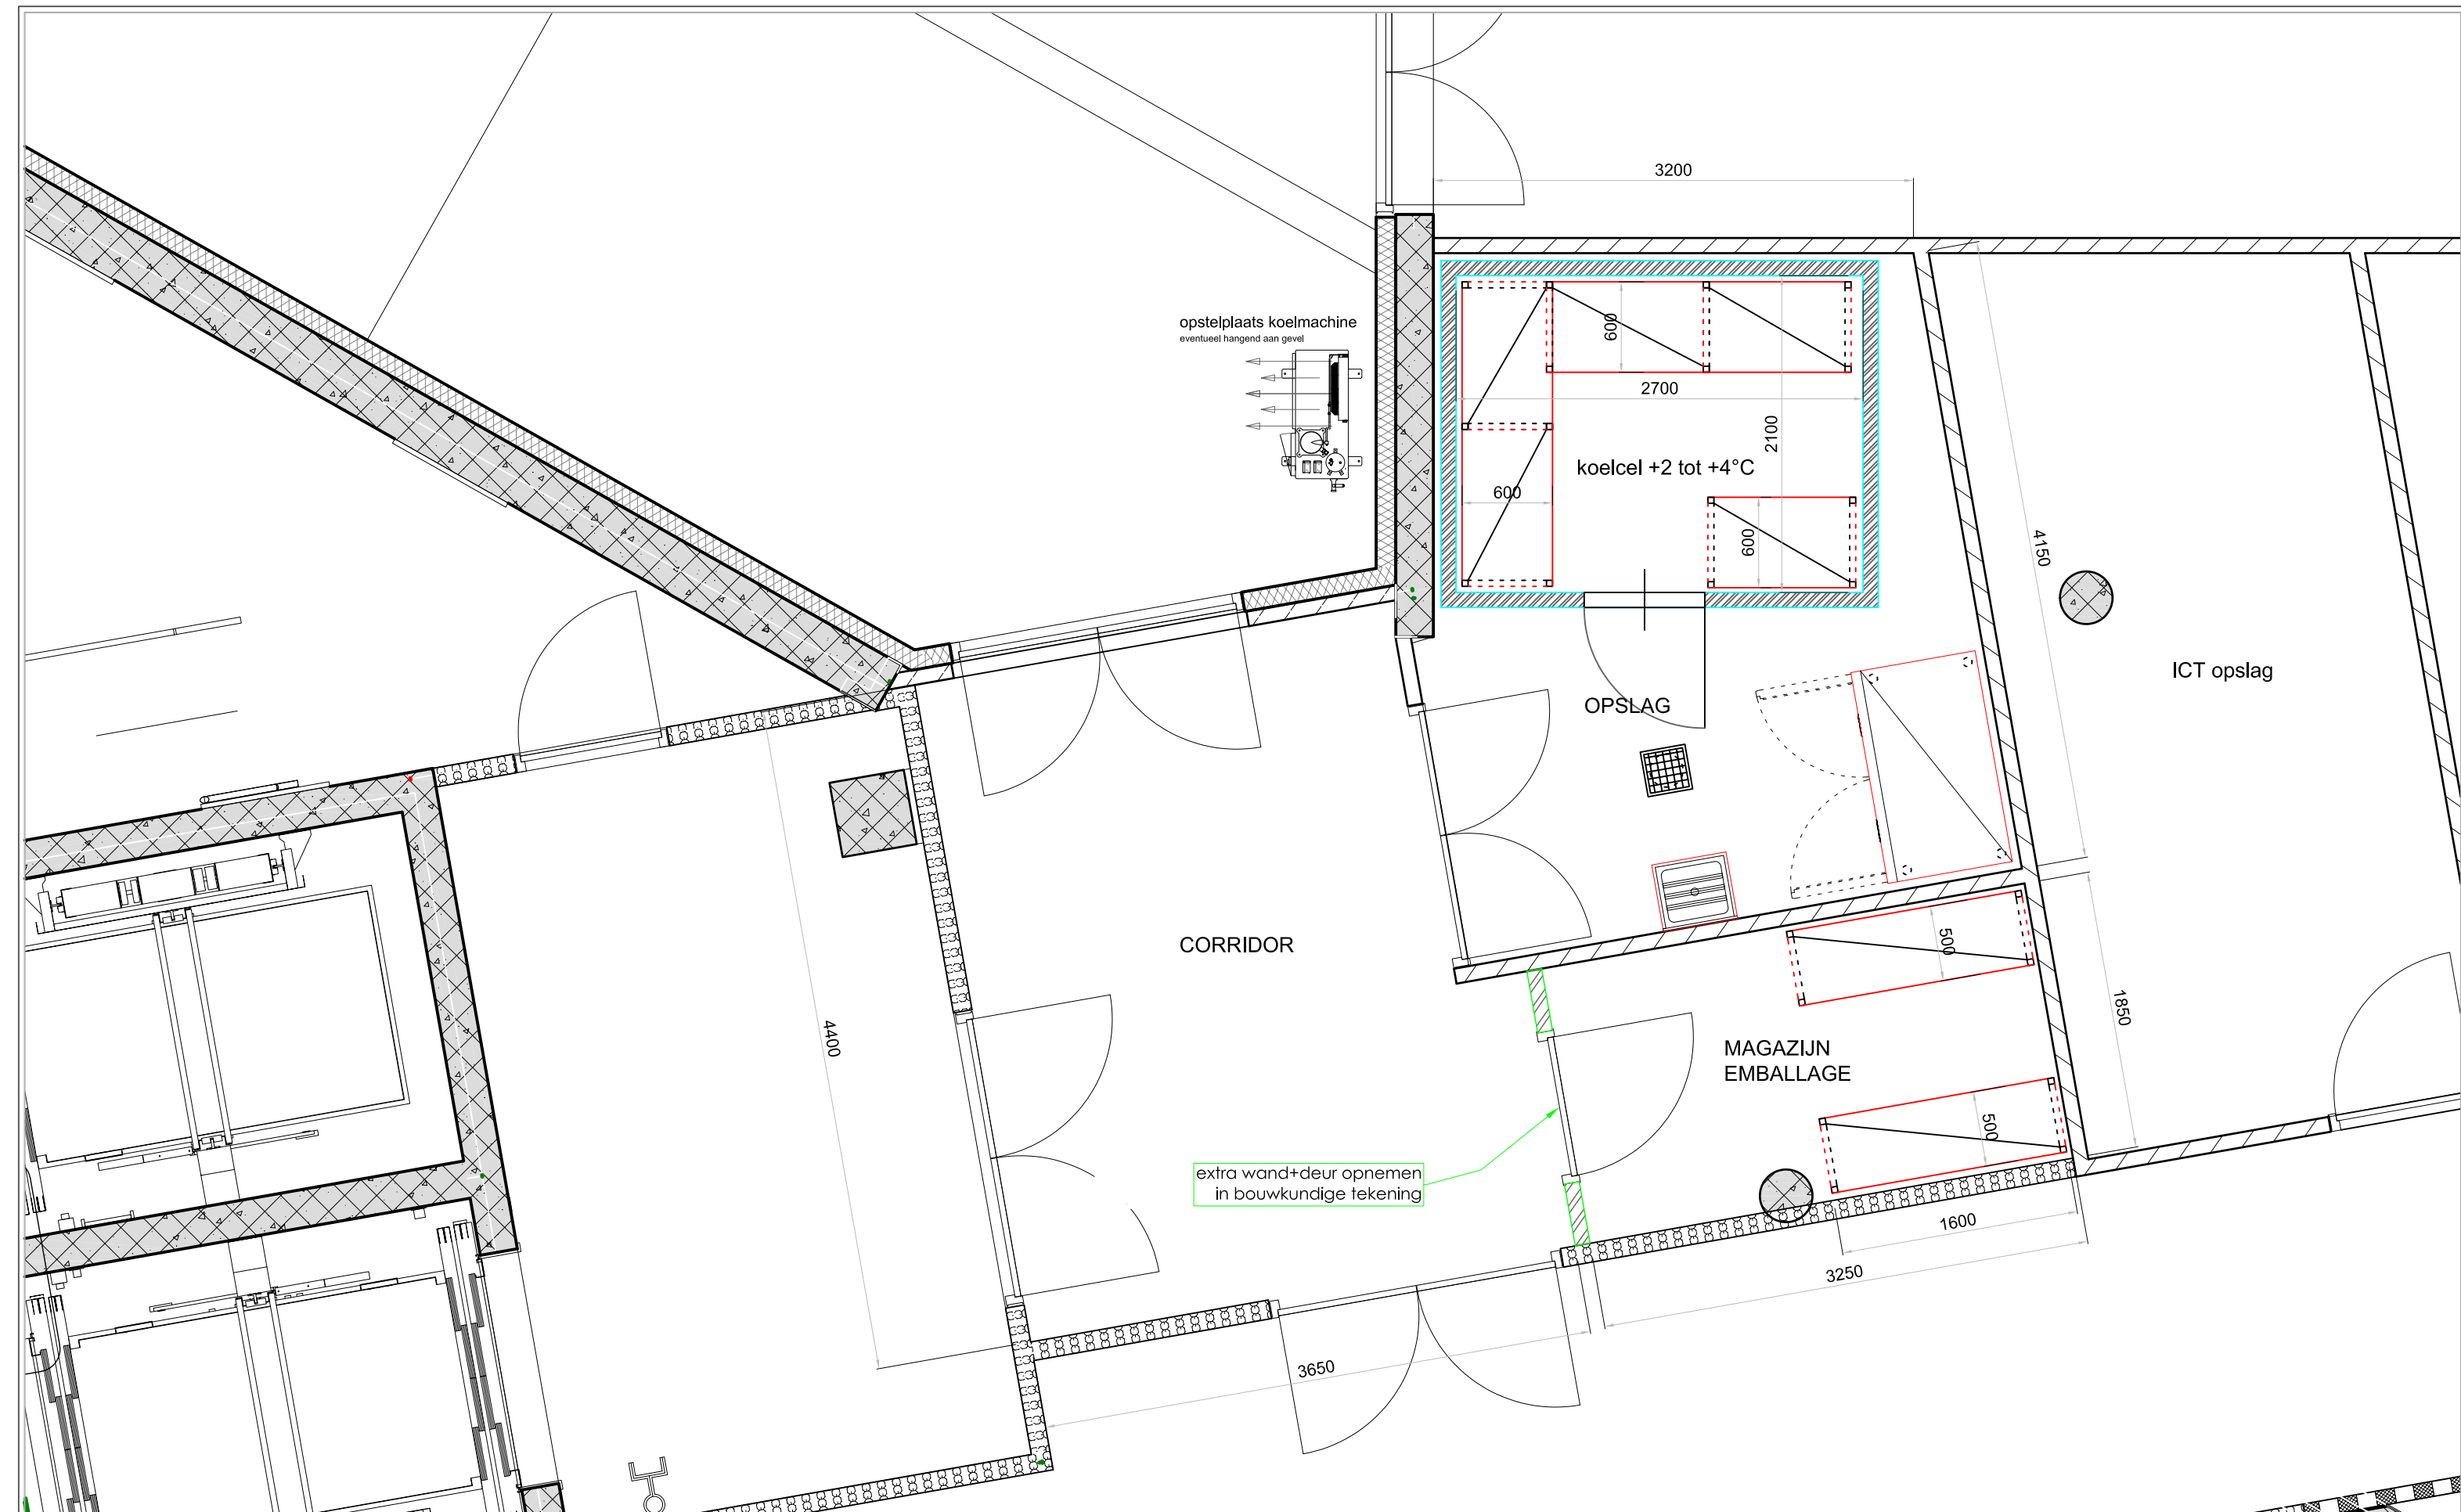 3200
opstelplaats koelmachine
eventueel hangend aan gevel
600
2700
2100
koelcel +2 tot +4°C
600
600
4150
ICT opslag
OPSLAG
CORRIDOR
500
4400
1850
MAGAZIJN
EMBALLAGE
500
extra wand+deur opnemen
in bouwkundige tekening
1600
3250
3650